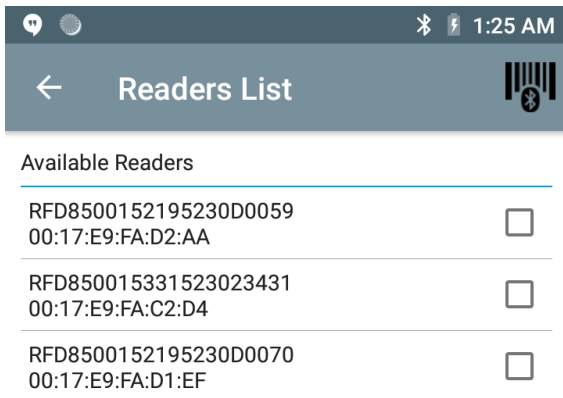 1:25 AM
Readers List
Available Readers
RFD8500152195230D0059
00:17:E9:FA:D2:AA
RFD850015331523023431
00:17:E9:FA:C2:D4
RFD8500152195230D0070
00:17:E9:FA:D1:EF